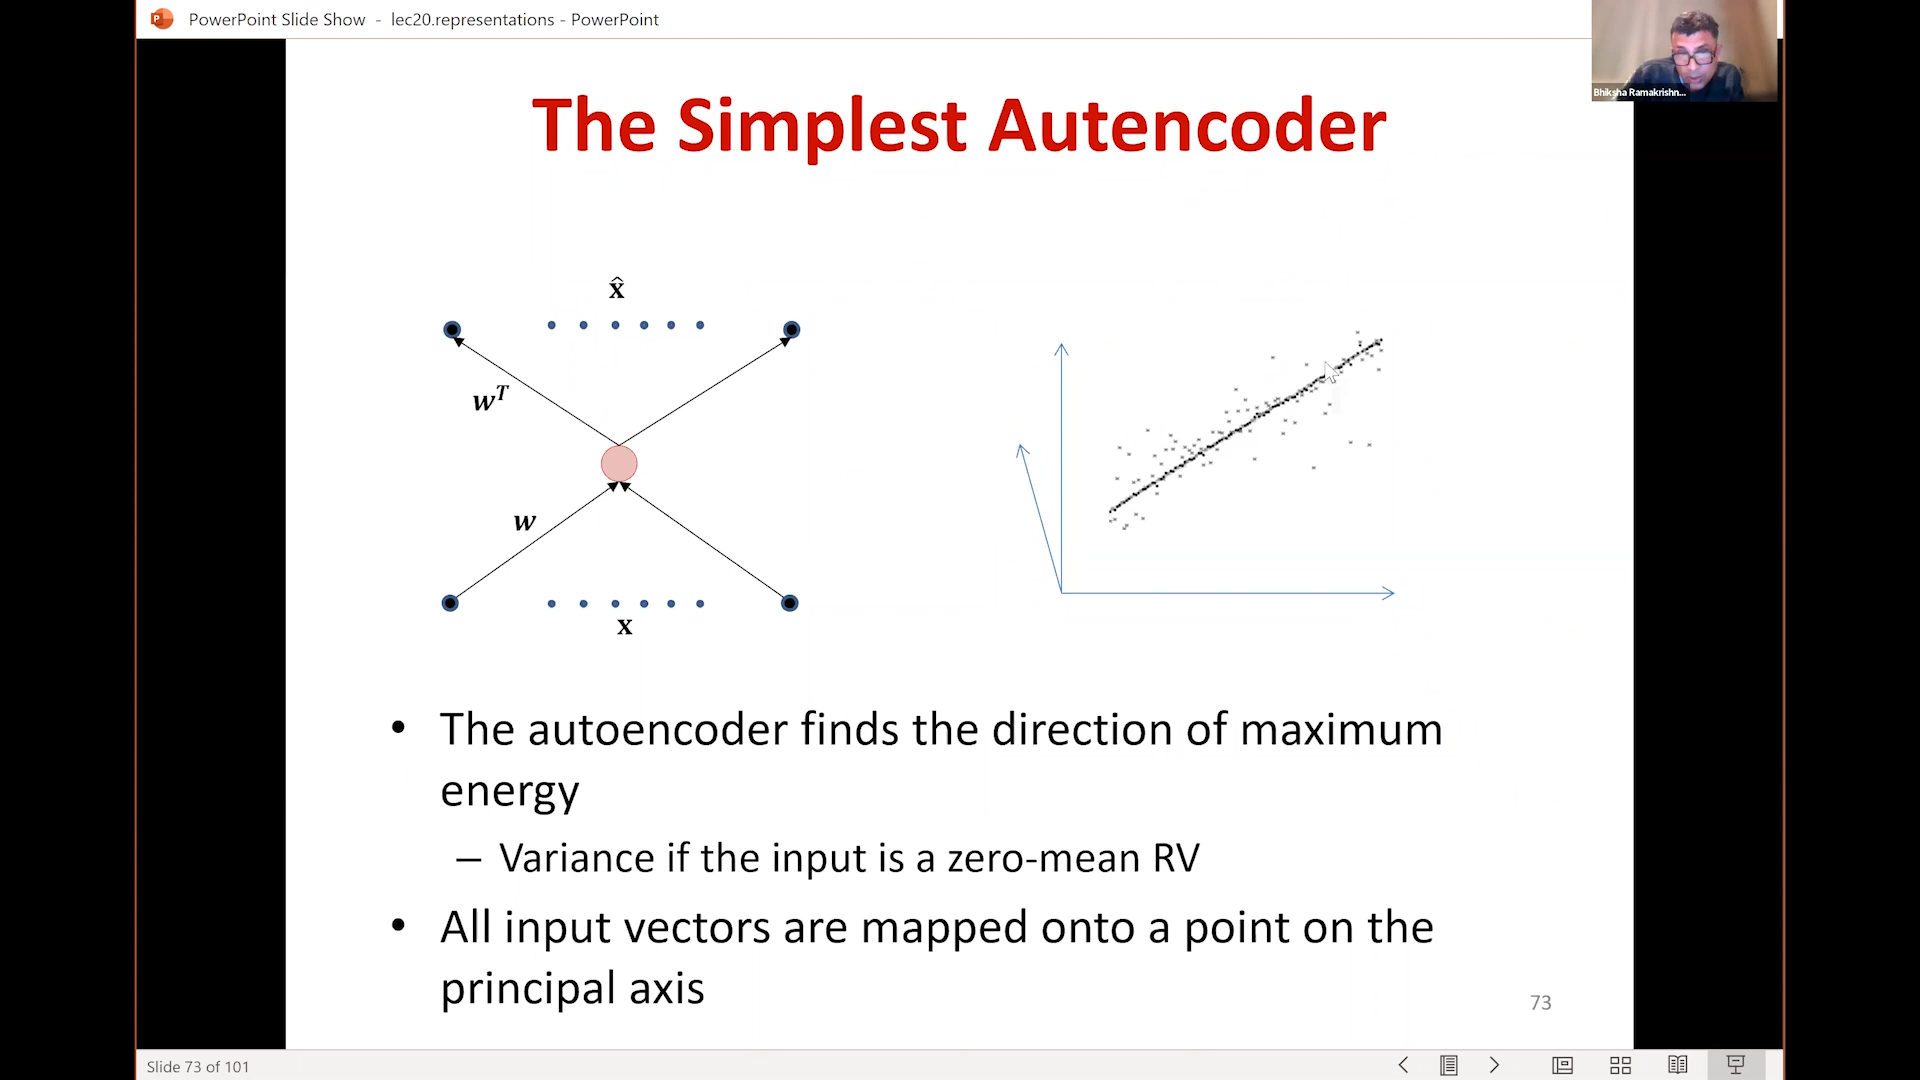 PowerPoint Slide Show - lec20.representations - PowerPoint
Bhiksha Ramakrishn...
The Simplest Autencoder
x̂
wᵀ
w
x
• The autoencoder finds the direction of maximum
energy
– Variance if the input is a zero-mean RV
• All input vectors are mapped onto a point on the
principal axis
73
Slide 73 of 101